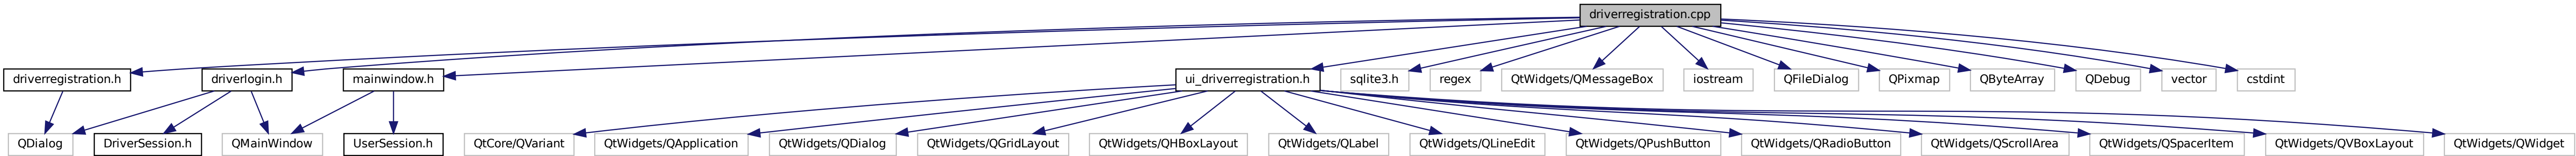 driverregistration.cpp
driverregistration.h
driverlogin.h
mainwindow.h
ui_driverregistration.h
sqlite3.h
regex
QtWidgets/QMessageBox
iostream
QFileDialog
QPixmap
QByteArray
QDebug
vector
cstdint
QDialog
DriverSession.h
QMainWindow
UserSession.h
QtCore/QVariant
QtWidgets/QApplication
QtWidgets/QDialog
QtWidgets/QGridLayout
QtWidgets/QHBoxLayout
QtWidgets/QLabel
QtWidgets/QLineEdit
QtWidgets/QPushButton
QtWidgets/QRadioButton
QtWidgets/QScrollArea
QtWidgets/QSpacerItem
QtWidgets/QVBoxLayout
QtWidgets/QWidget